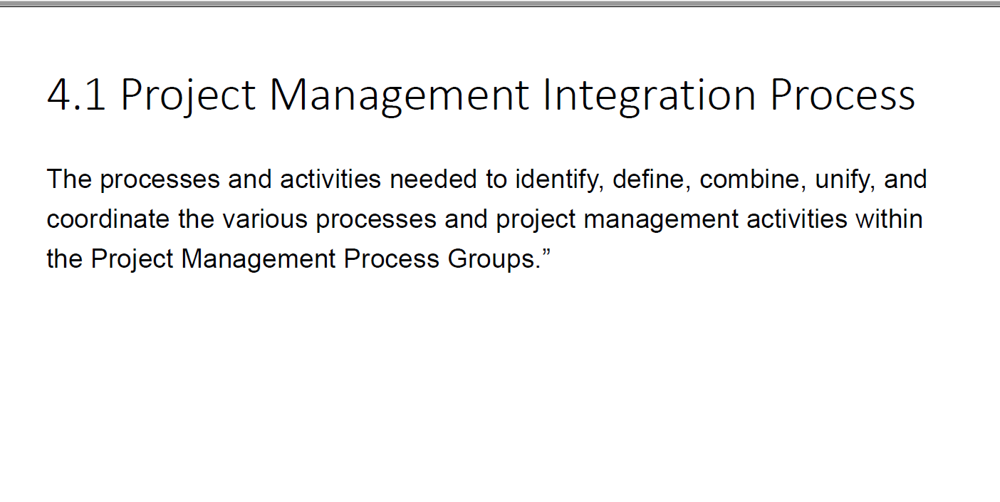 4.1 Project Management Integration Process
The processes and activities needed to identify, define, combine, unify, and
coordinate the various processes and project management activities within
the Project Management Process Groups.”